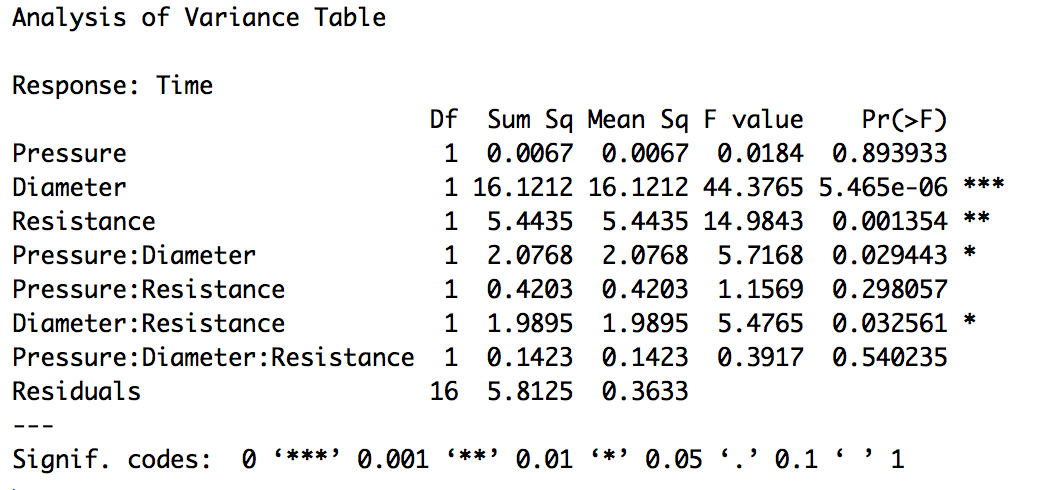 Analysis of Variance Table
Response: Time
Df Sum Sq Mean Sq F value Pr(>F)
Pressure 1 0.0067 0.0067 0.0184 0.893933
Diameter 1 16.1212 16.1212 44.3765 5.465e-06 ***
Resistance 1 5.4435 5.4435 14.9843 0.001354 **
Pressure:Diameter 1 2.0768 2.0768 5.7168 0.029443 *
Pressure:Resistance 1 0.4203 0.4203 1.1569 0.298057
Diameter:Resistance 1 1.9895 1.9895 5.4765 0.032561 *
Pressure:Diameter:Resistance 1 0.1423 0.1423 0.3917 0.540235
Residuals 16 5.8125 0.3633
---
Signif. codes: 0 ‘***’ 0.001 ‘**’ 0.01 ‘*’ 0.05 ‘.’ 0.1 ‘ ’ 1